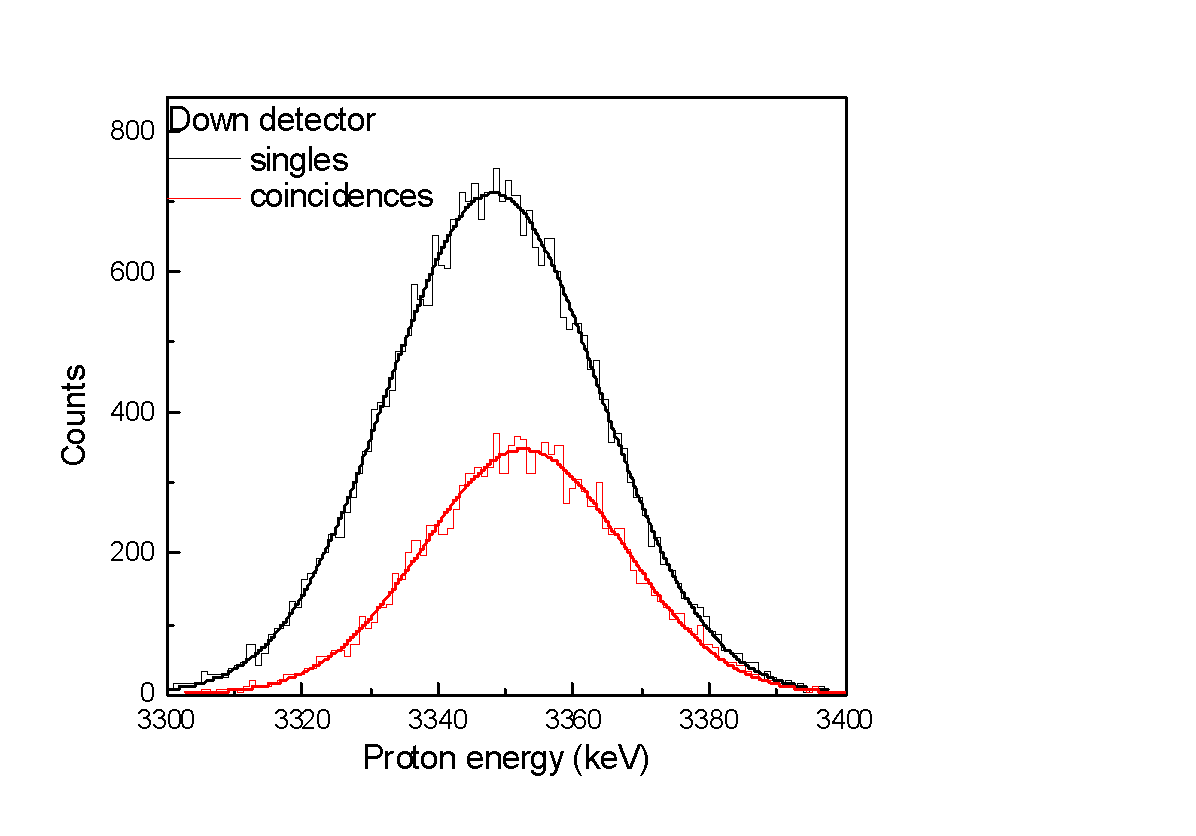 Down detector
singles
coincidences
800
600
400
200
0
Counts
3300 3320 3340 3360 3380 3400
Proton energy (keV)